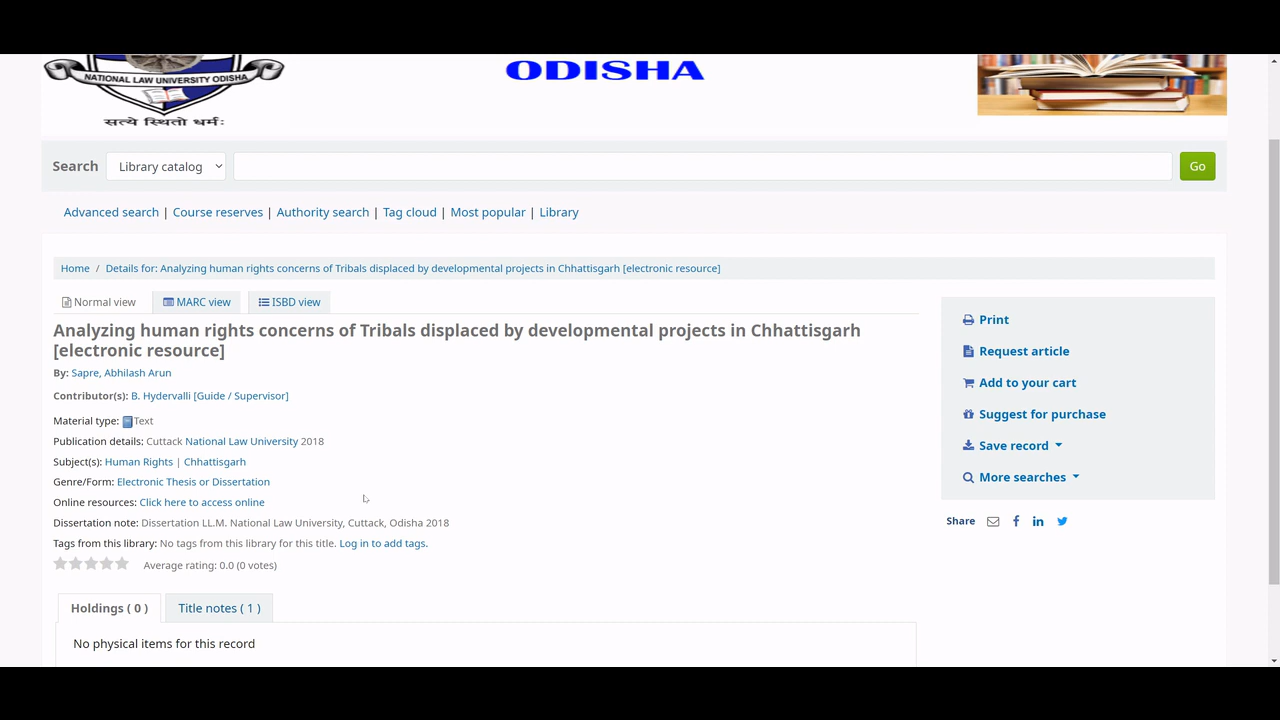 NATIONAL LAW UNIVERSITY ODISHA
सत्ये स्थितो धर्मः
ODISHA
Search Library catalog Go
Advanced search | Course reserves | Authority search | Tag cloud | Most popular | Library
Home / Details for: Analyzing human rights concerns of Tribals displaced by developmental projects in Chhattisgarh [electronic resource]
Normal view MARC view ISBD view
Analyzing human rights concerns of Tribals displaced by developmental projects in Chhattisgarh
[electronic resource]
By: Sapre, Abhilash Arun
Contributor(s): B. Hydervalli [Guide / Supervisor]
Material type: Text
Publication details: Cuttack National Law University 2018
Subject(s): Human Rights | Chhattisgarh
Genre/Form: Electronic Thesis or Dissertation
Online resources: Click here to access online
Dissertation note: Dissertation LL.M. National Law University, Cuttack, Odisha 2018
Tags from this library: No tags from this library for this title. Log in to add tags.
Average rating: 0.0 (0 votes)
Holdings ( 0 ) Title notes ( 1 )
No physical items for this record
Print
Request article
Add to your cart
Suggest for purchase
Save record
More searches
Share